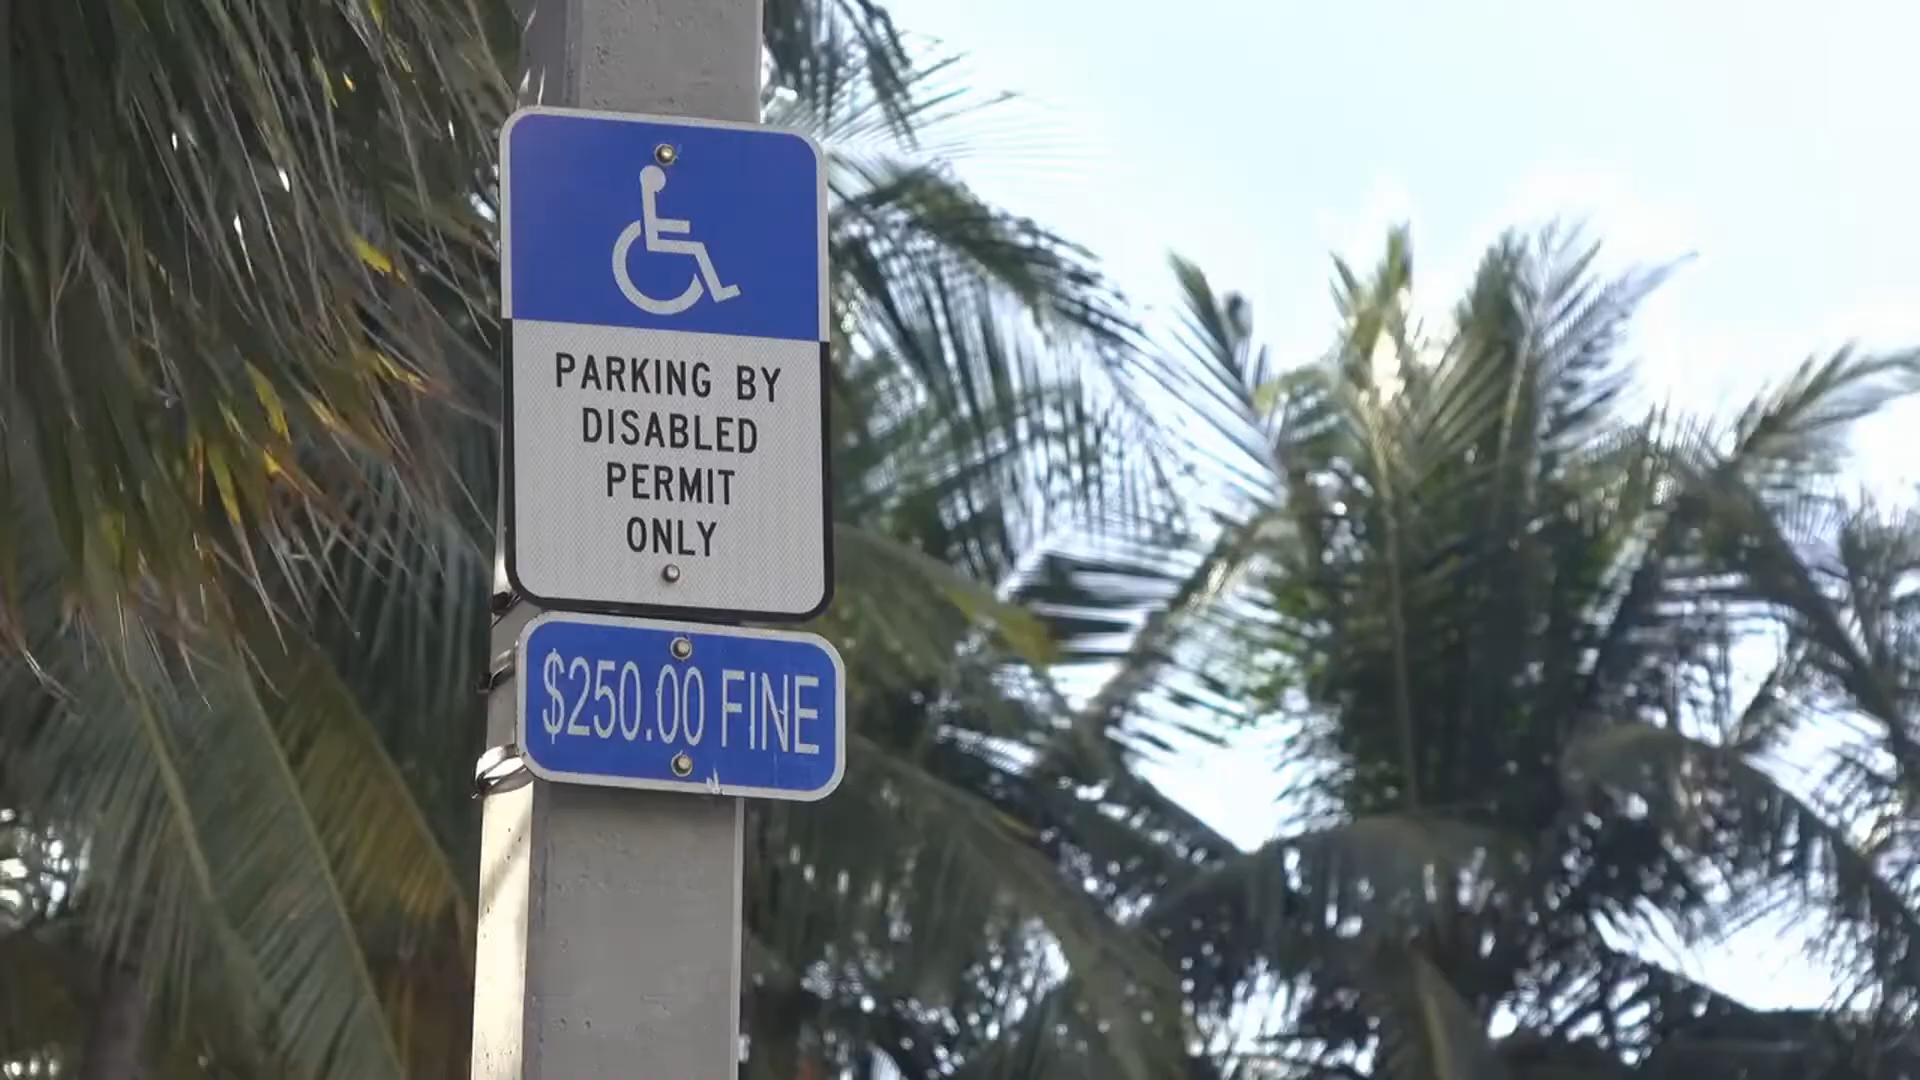 PARKING BY
DISABLED
PERMIT
ONLY
$250.00 FINE